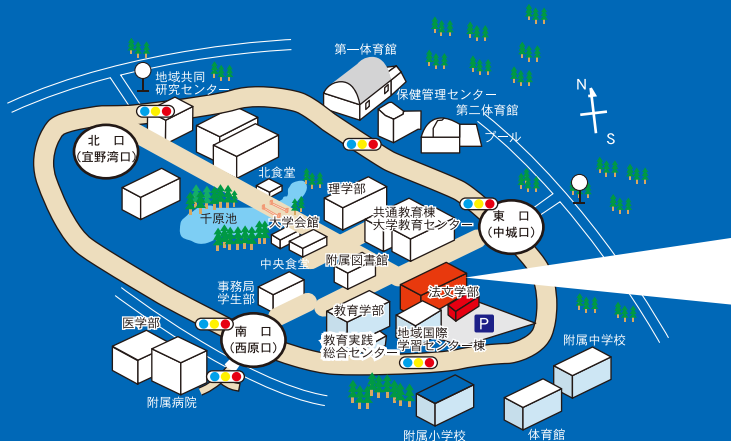 第一体育館
地域共同
研究センター
保健管理センター
第二体育館
プール
N
S
北 口
(宜野湾口)
北食堂
理学部
千原池
大学会館
共通教育棟
大学教育センター
東 口
(中城口)
中央食堂
附属図書館
事務局
学生部
法文学部
教育学部
P
医学部
南 口
(西原口)
教育実践
総合センター
地域国際
学習センター棟
附属中学校
附属病院
附属小学校
体育館